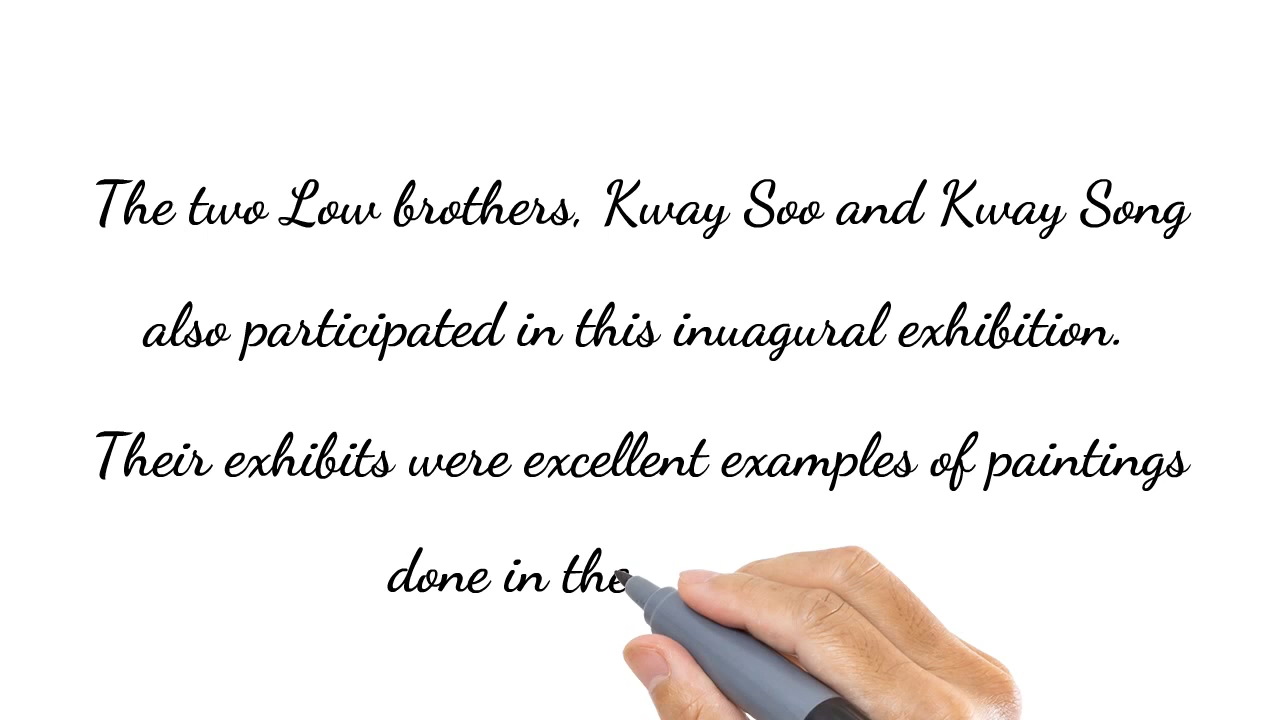 The two Low brothers, Kway Soo and Kway Song
also participated in this inuagural exhibition.
Their exhibits were excellent examples of paintings
done in the